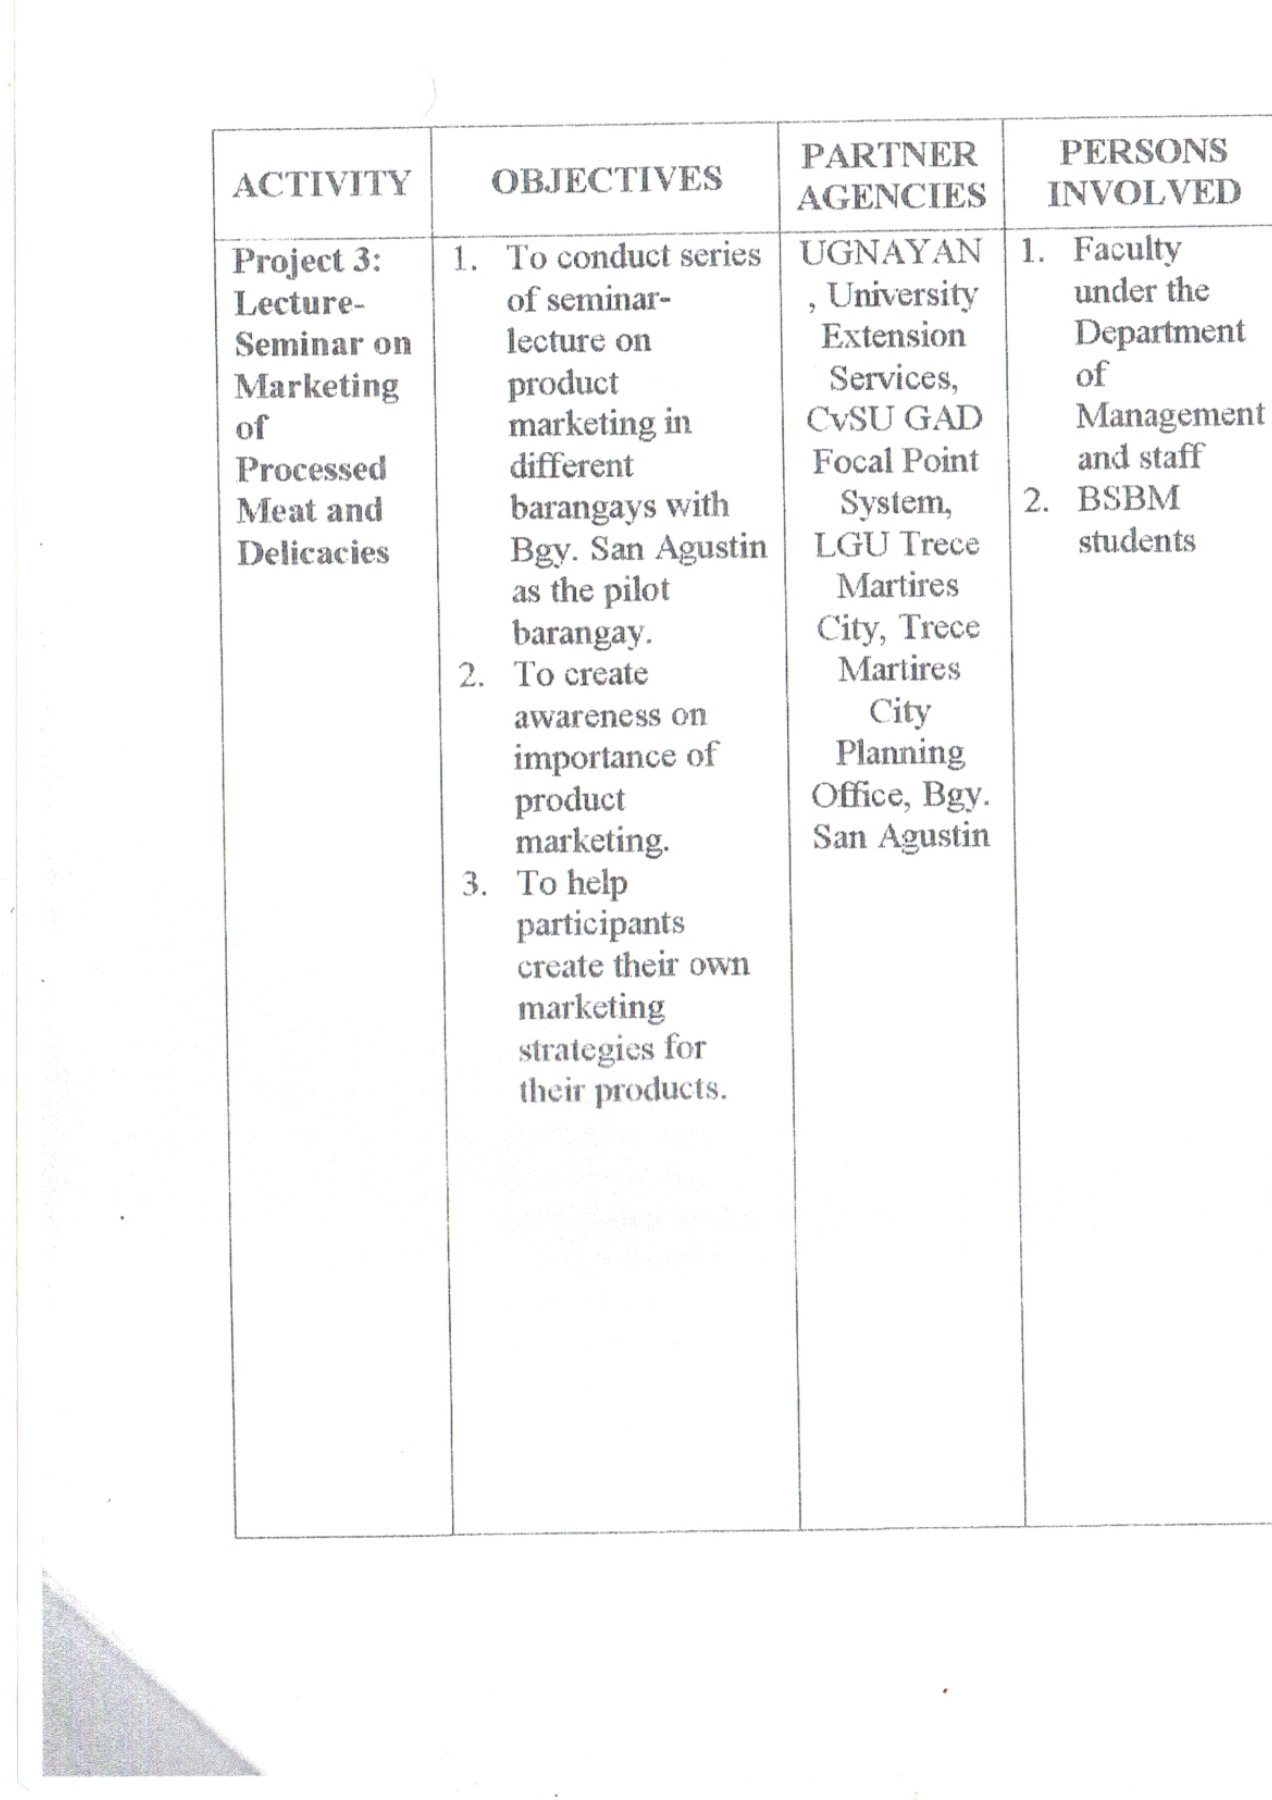 ACTIVITY
OBJECTIVES
PARTNER
AGENCIES
PERSONS
INVOLVED
Project 3:
Lecture-
Seminar on
Marketing
of
Processed
Meat and
Delicacies
1. To conduct series
of seminar-
lecture on
product
marketing in
different
barangays with
Bgy. San Agustin
as the pilot
barangay.
2. To create
awareness on
importance of
product
marketing.
3. To help
participants
create their own
marketing
strategies for
their products.
UGNAYAN
, University
Extension
Services,
CvSU GAD
Focal Point
System,
LGU Trece
Martires
City, Trece
Martires
City
Planning
Office, Bgy.
San Agustin
1. Faculty
under the
Department
of
Management
and staff
2. BSBM
students